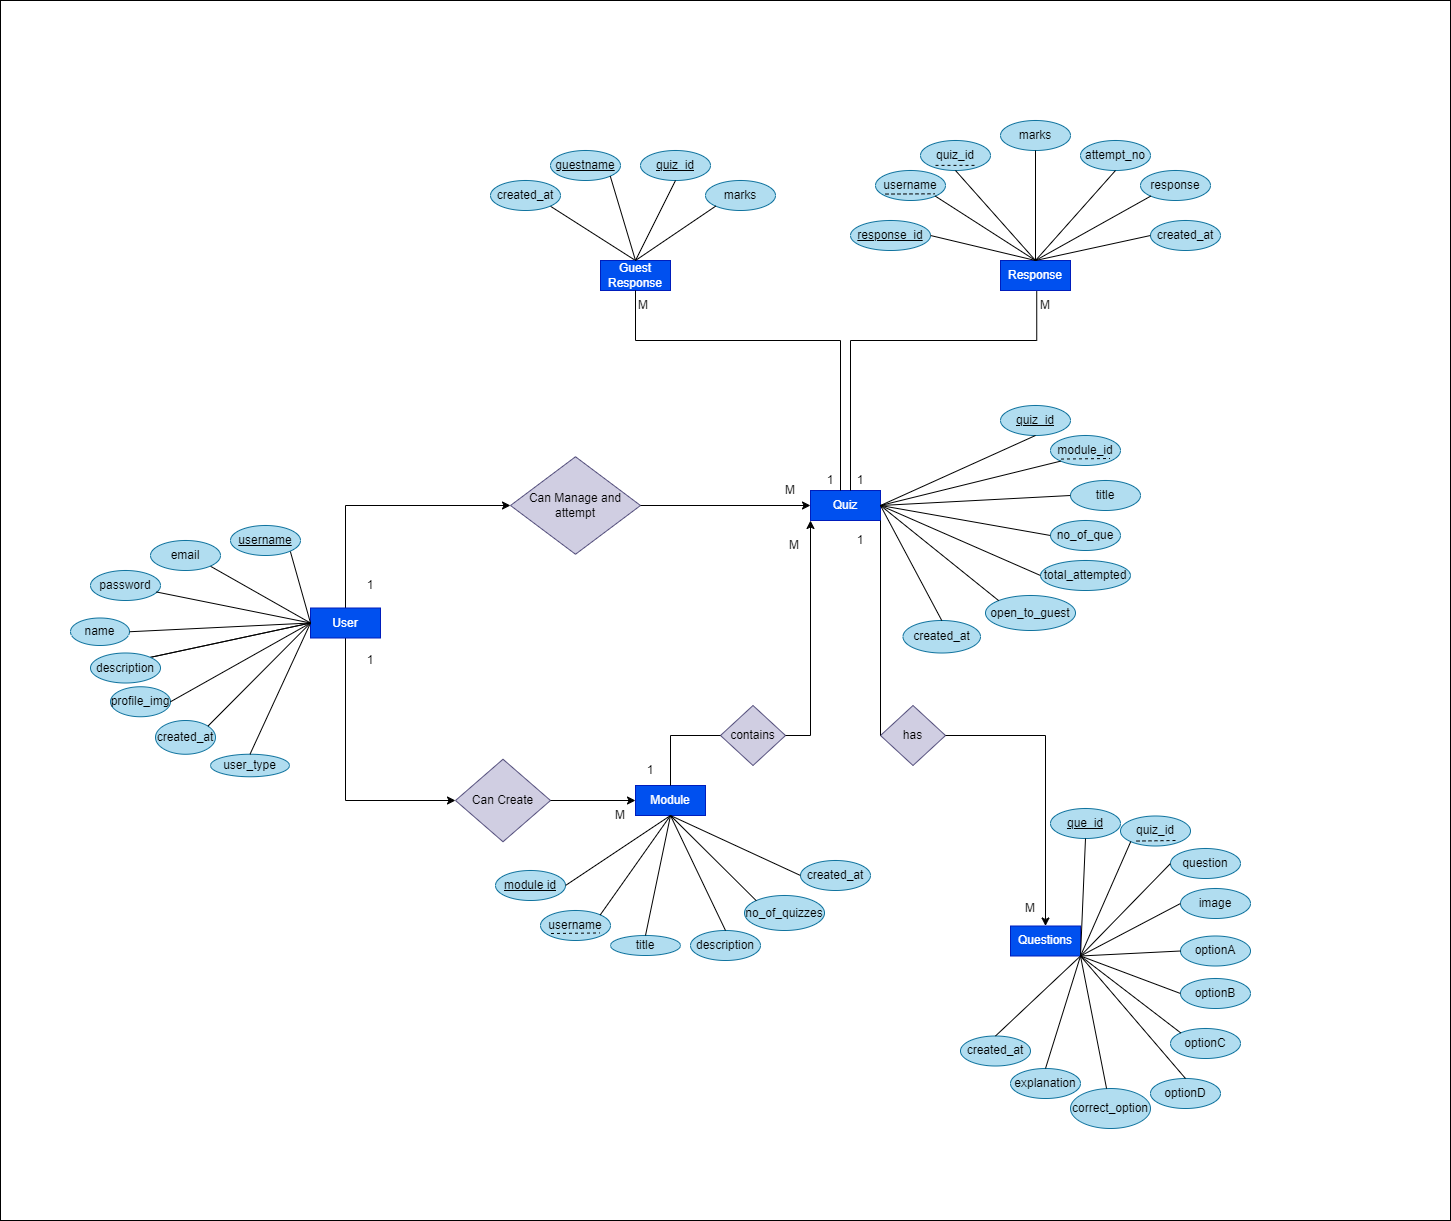 marks
quiz_id
attempt_no
guestname
quiz_id
username
response
created_at
marks
response_id
created_at
Guest
Response
Response
M
M
quiz_id
module_id
1
1
M
title
Can Manage and
attempt
Quiz
username
no_of_que
1
M
email
total_attempted
password
1
open_to_guest
User
name
created_at
1
description
profile_img
created_at
contains
has
user_type
1
Can Create
Module
M
que_id
quiz_id
question
created_at
module id
image
no_of_quizzes
M
username
Questions
title
description
optionA
optionB
optionC
created_at
explanation
optionD
correct_option